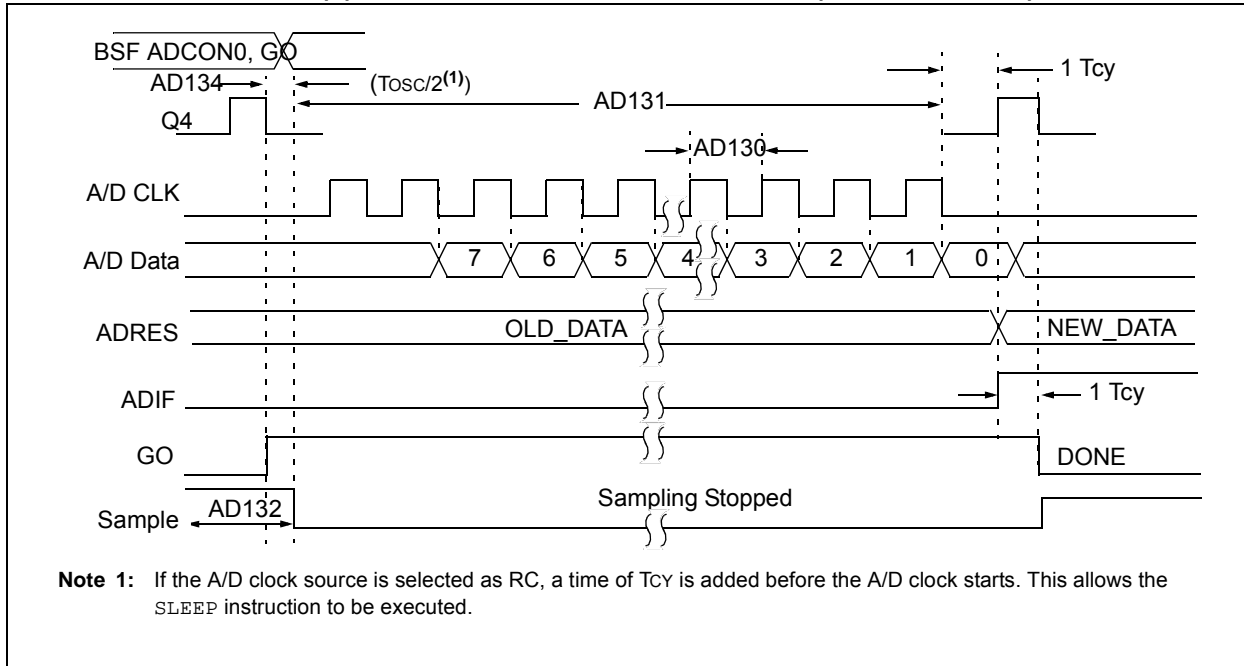 BSF ADCON0, GO
AD134 (TOSC/2(1)) 1 Tcy
AD131
Q4
AD130
A/D CLK
A/D Data 7 6 5 4 3 2 1 0
ADRES OLD_DATA NEW_DATA
ADIF 1 Tcy
GO DONE
Sample AD132 Sampling Stopped
Note 1: If the A/D clock source is selected as RC, a time of TCY is added before the A/D clock starts. This allows the
SLEEP instruction to be executed.